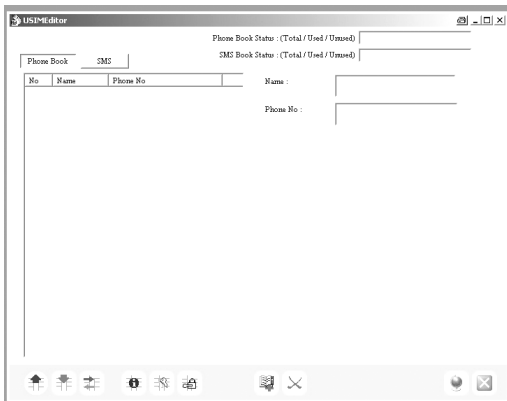 USIMEditor
Phone Book Status : (Total / Used / Unused)
SMS Book Status : (Total / Used / Unused)
Phone Book SMS
No Name Phone No
Name :
Phone No :